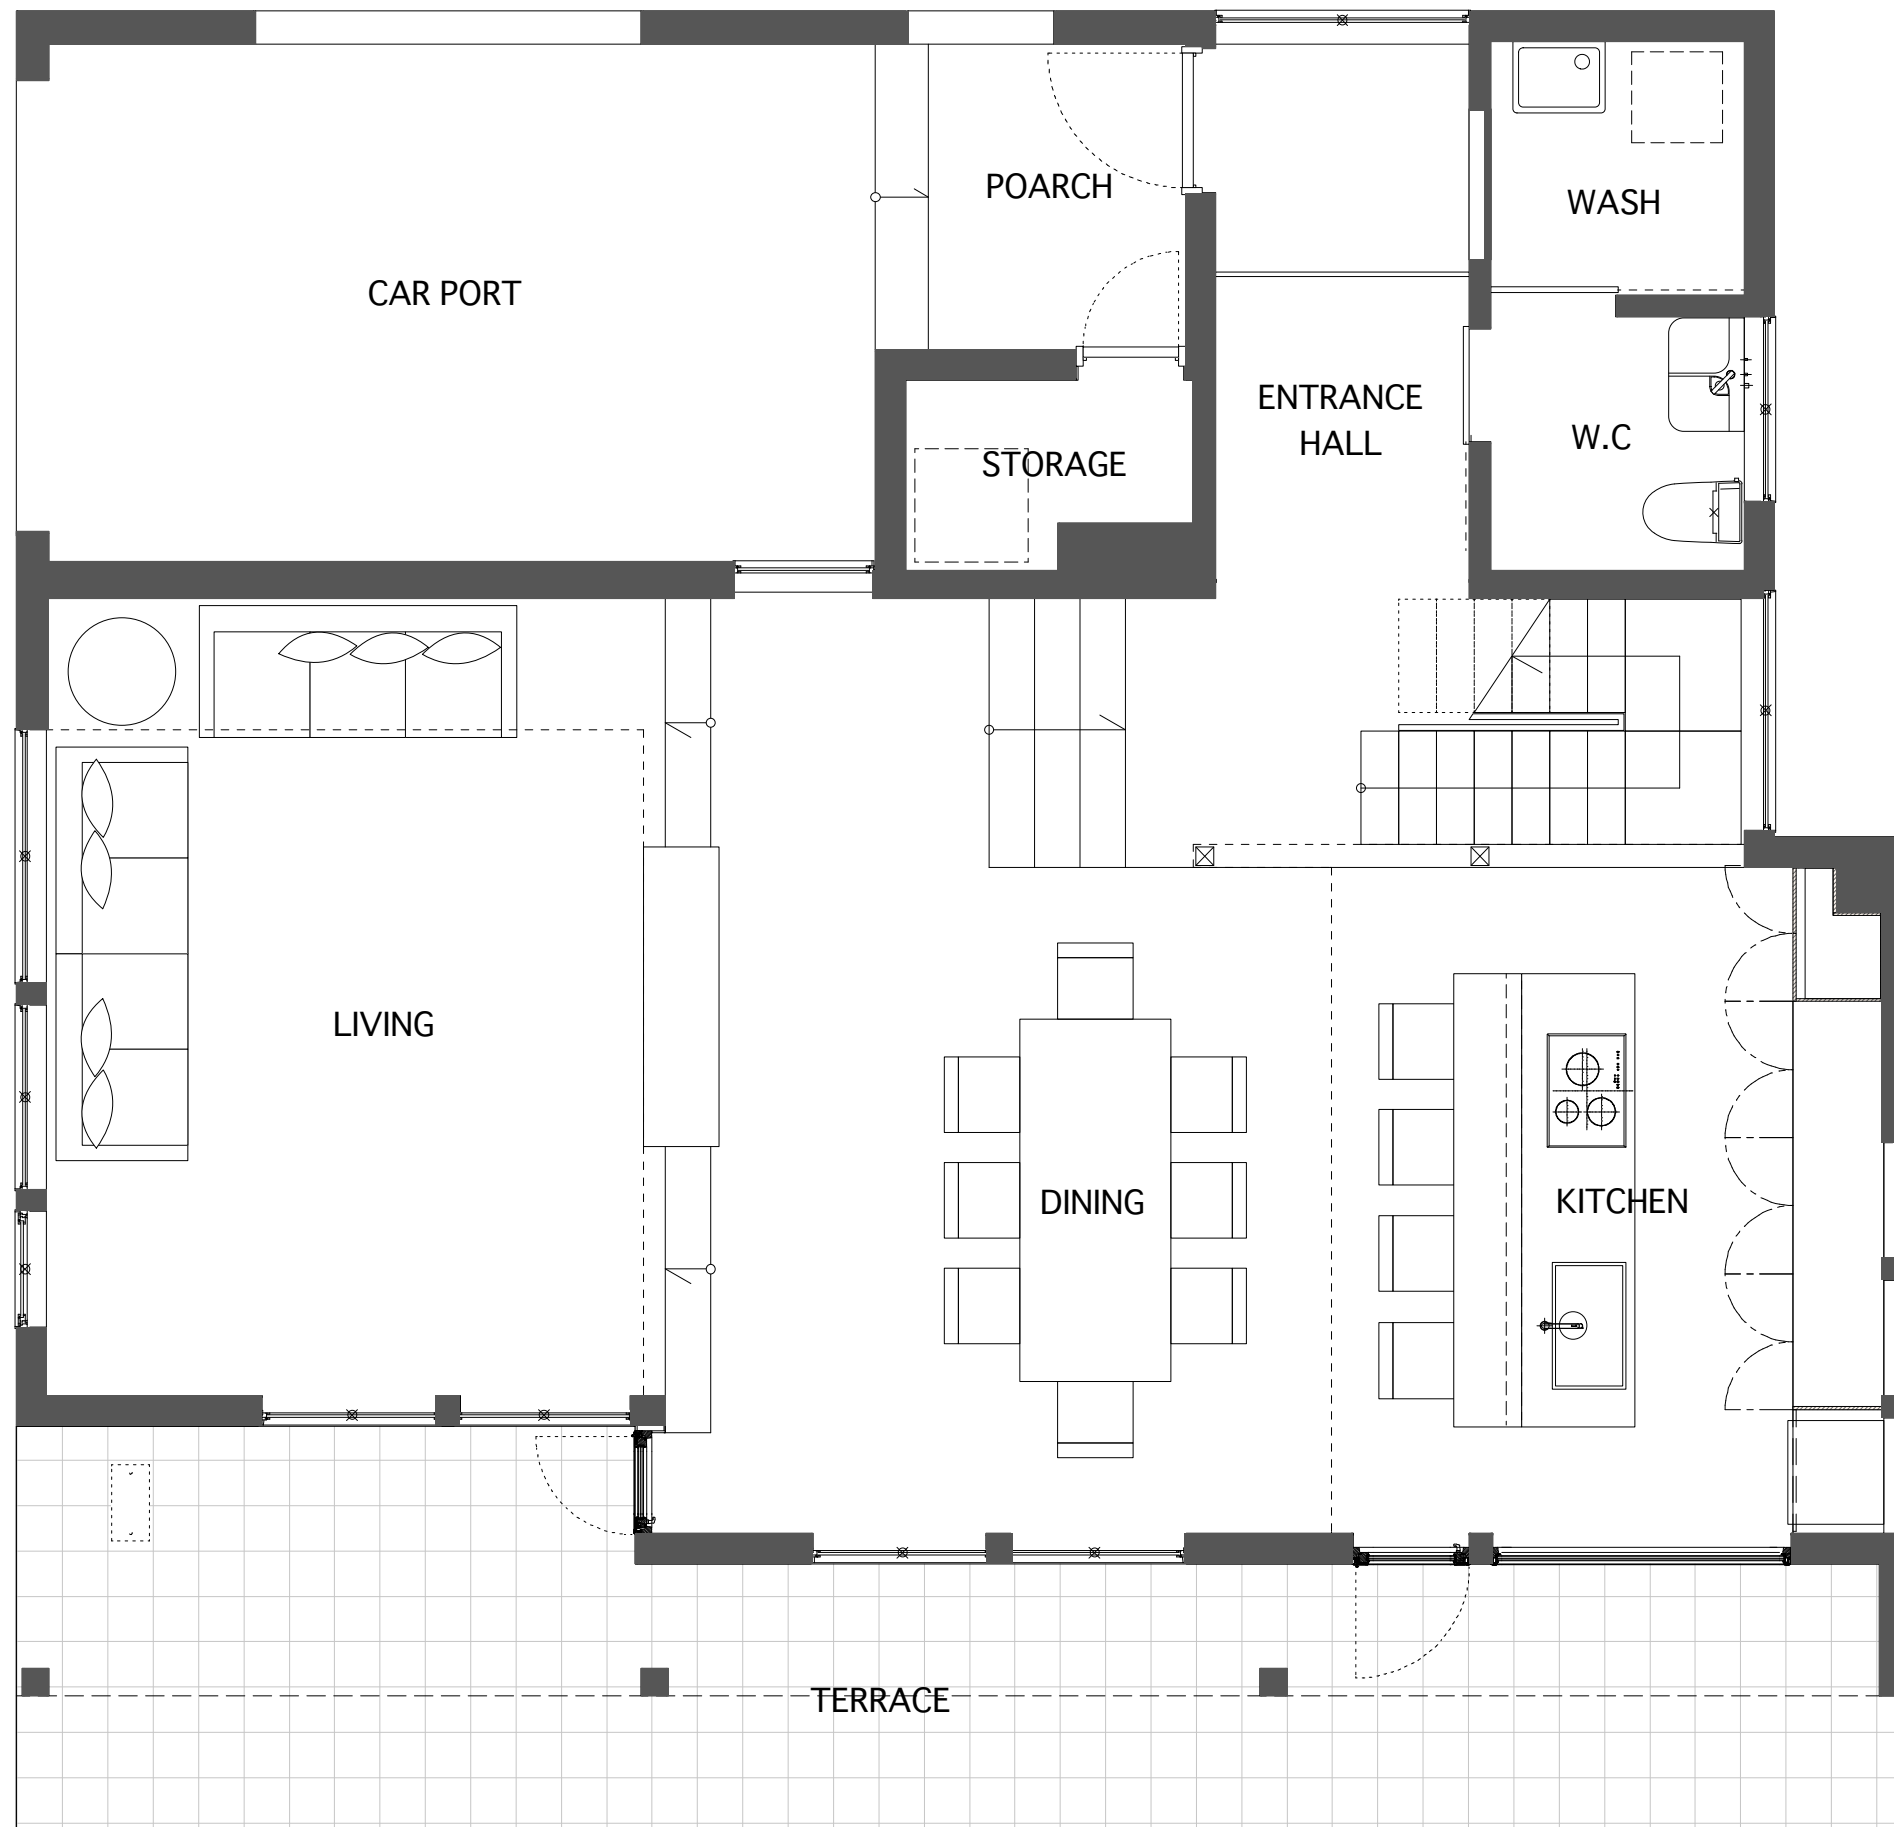 POARCH
WASH
CAR PORT
ENTRANCE
HALL
W.C
STORAGE
LIVING
DINING
KITCHEN
TERRACE